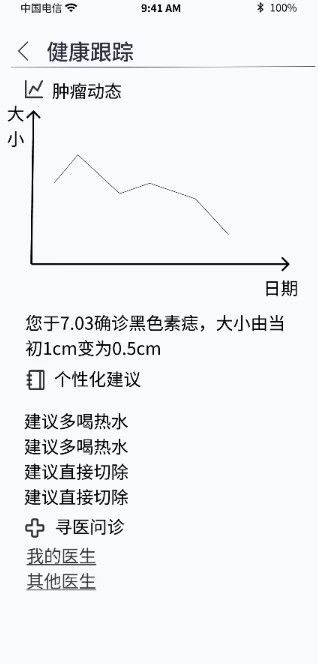 中国电信 9:41 AM 100%
健康跟踪
肿瘤动态
大
小
日期
您于7.03确诊黑色素痣，大小由当
初1cm变为0.5cm
个性化建议
建议多喝热水
建议多喝热水
建议直接切除
建议直接切除
寻医问诊
我的医生
其他医生